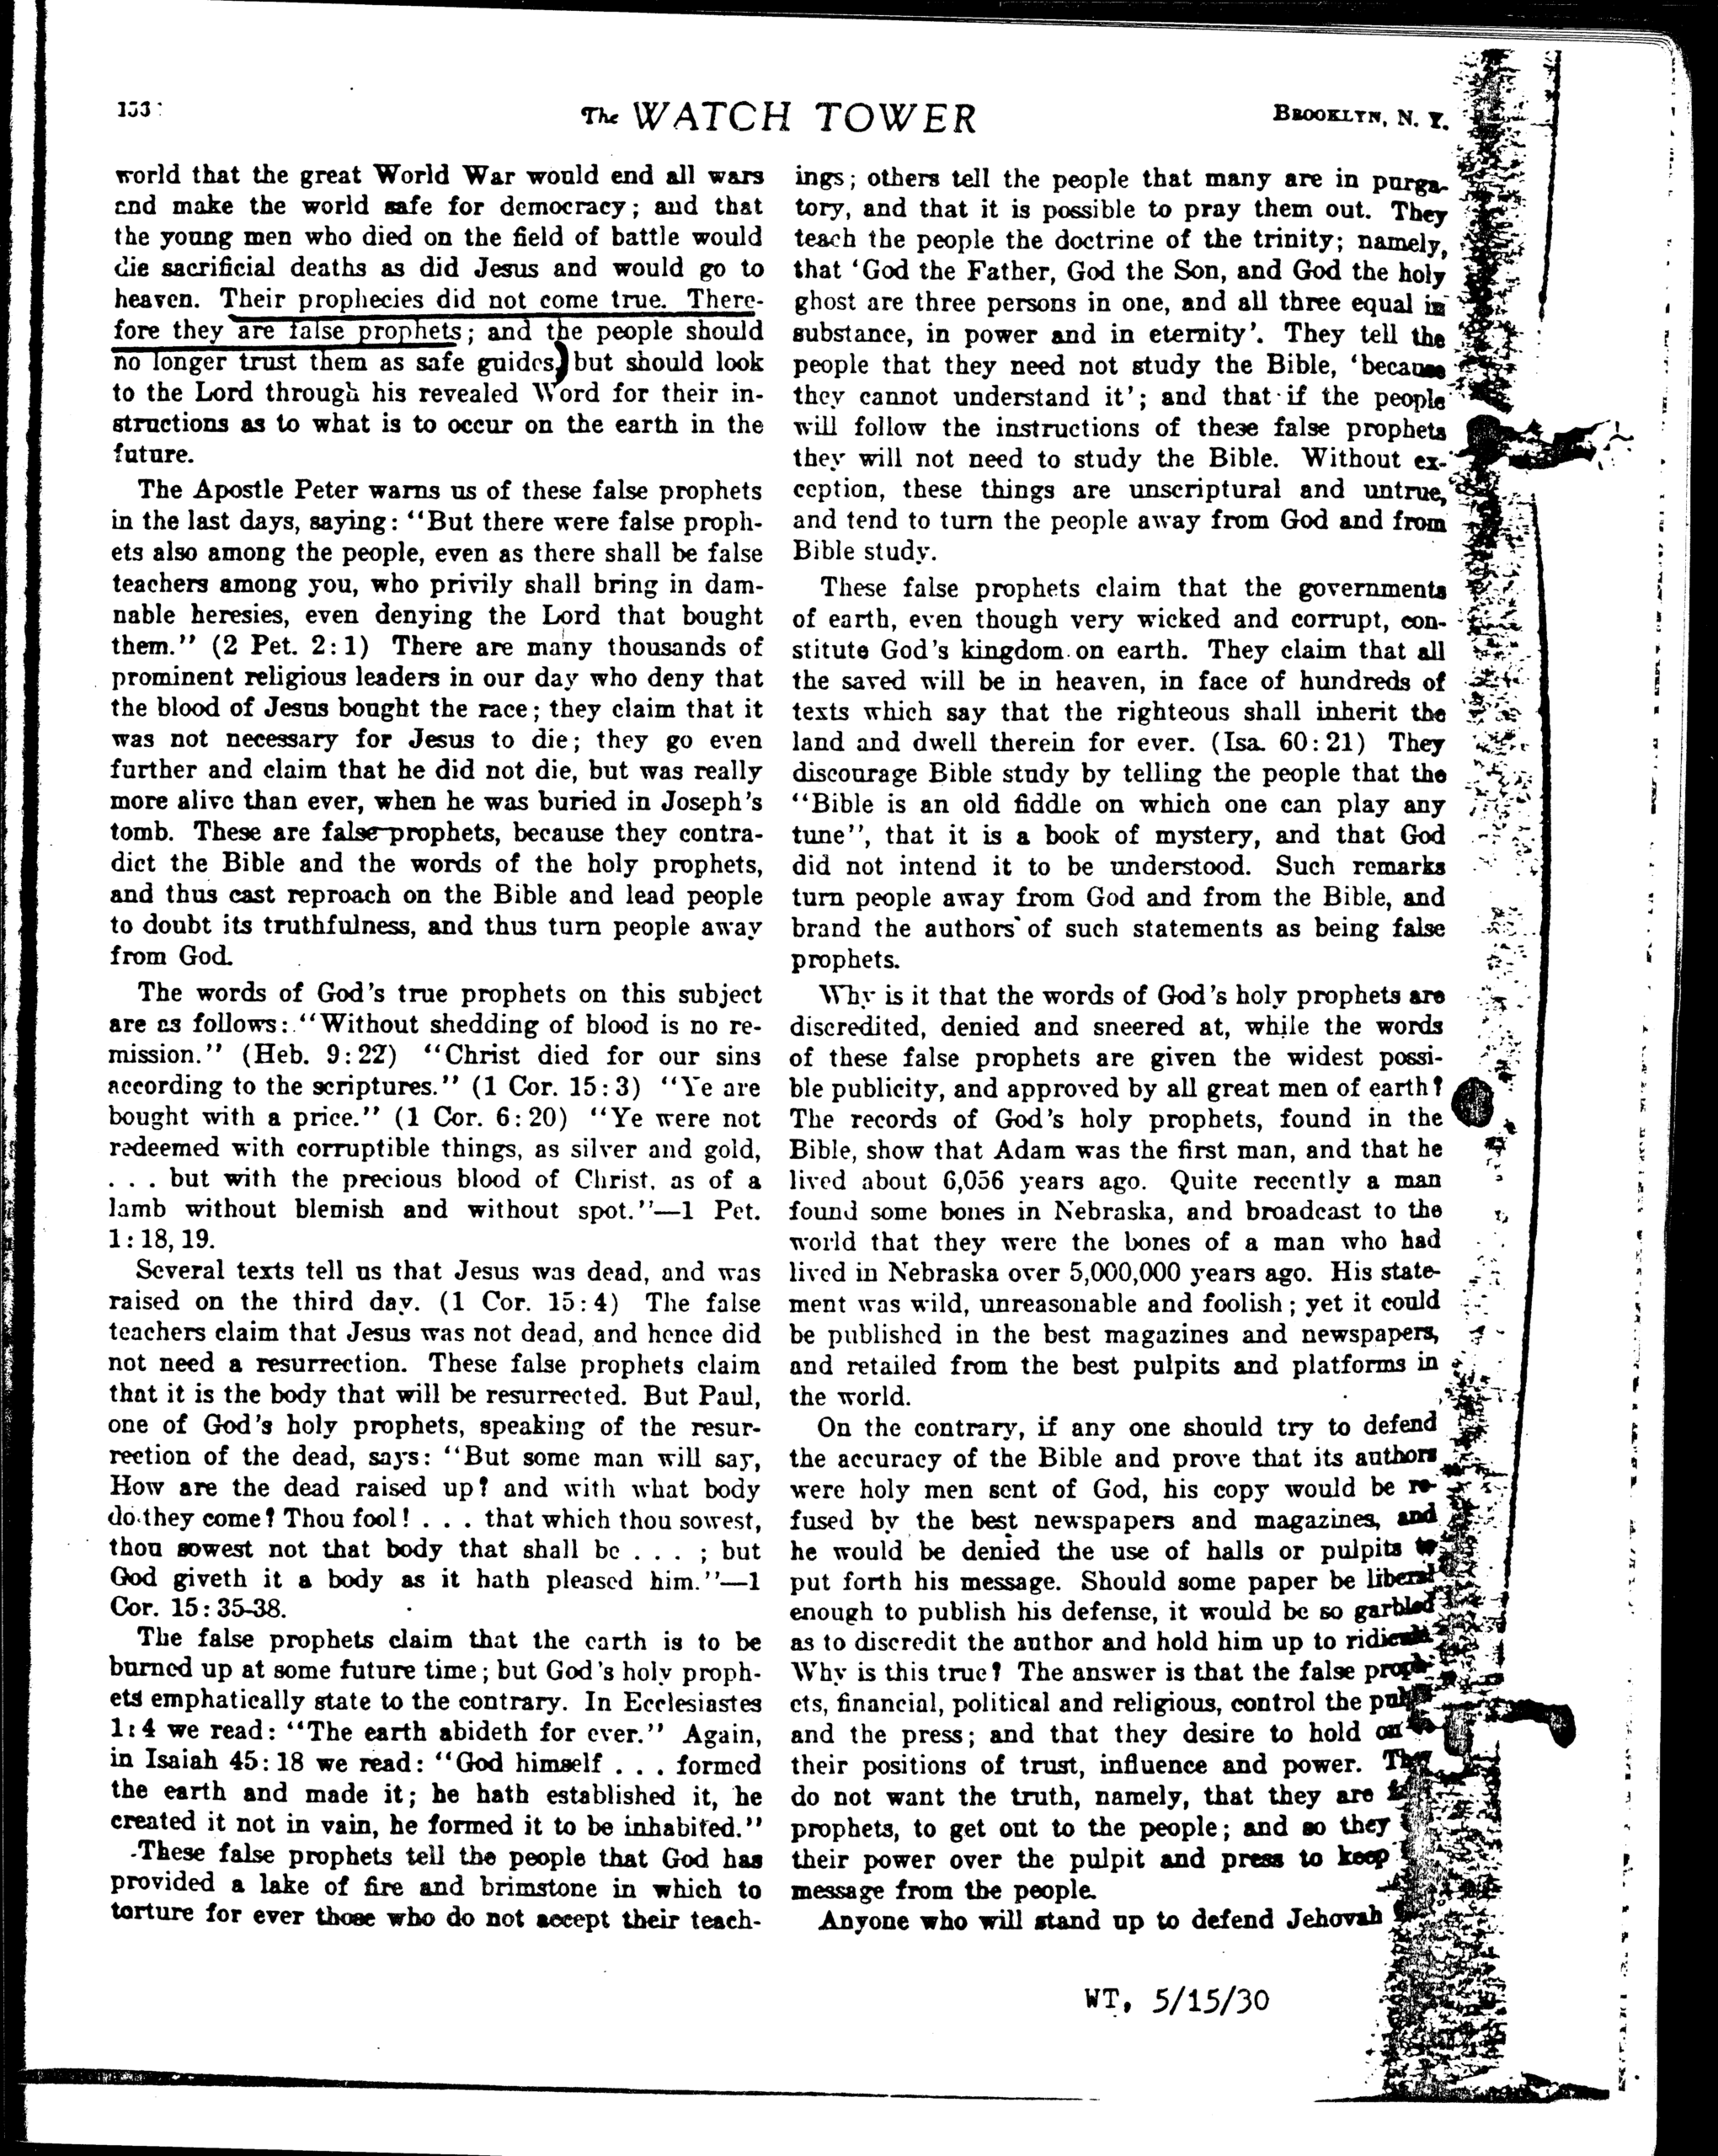 The WATCH TOWER
BROOKLYN, N. Y.
world that the great World War would end all wars
and make the world safe for democracy; and that
the young men who died on the field of battle would
die sacrificial deaths as did Jesus and would go to
heaven. Their prophecies did not come true. There-
fore they are false prophets; and the people should
no longer trust them as safe guides, but should look
to the Lord through his revealed Word for their in-
structions as to what is to occur on the earth in the
future.
The Apostle Peter warns us of these false prophets
in the last days, saying: “But there were false proph-
ets also among the people, even as there shall be false
teachers among you, who privily shall bring in dam-
nable heresies, even denying the Lord that bought
them.” (2 Pet. 2:1) There are many thousands of
prominent religious leaders in our day who deny that
the blood of Jesus bought the race; they claim that it
was not necessary for Jesus to die; they go even
further and claim that he did not die, but was really
more alive than ever, when he was buried in Joseph's
tomb. These are false prophets, because they contra-
dict the Bible and the words of the holy prophets,
and thus cast reproach on the Bible and lead people
to doubt its truthfulness, and thus turn people away
from God.
The words of God's true prophets on this subject
are as follows: “Without shedding of blood is no re-
mission.” (Heb. 9:22) “Christ died for our sins
according to the scriptures.” (1 Cor. 15:3) “Ye are
bought with a price.” (1 Cor. 6:20) “Ye were not
redeemed with corruptible things, as silver and gold,
. . . but with the precious blood of Christ, as of a
lamb without blemish and without spot.”—1 Pet.
1:18, 19.
Several texts tell us that Jesus was dead, and was
raised on the third day. (1 Cor. 15:4) The false
teachers claim that Jesus was not dead, and hence did
not need a resurrection. These false prophets claim
that it is the body that will be resurrected. But Paul,
one of God's holy prophets, speaking of the resur-
rection of the dead, says: “But some man will say,
How are the dead raised up? and with what body
do they come? Thou fool! . . . that which thou sowest,
thou sowest not that body that shall be . . . ; but
God giveth it a body as it hath pleased him.”—1
Cor. 15:35-38.
The false prophets claim that the earth is to be
burned up at some future time; but God's holy proph-
ets emphatically state to the contrary. In Ecclesiastes
1:4 we read: “The earth abideth for ever.” Again,
in Isaiah 45:18 we read: “God himself . . . formed
the earth and made it; he hath established it, he
created it not in vain, he formed it to be inhabited.”
These false prophets tell the people that God has
provided a lake of fire and brimstone in which to
torture for ever those who do not accept their teach-
ings; others tell the people that many are in purga-
tory, and that it is possible to pray them out. They
teach the people the doctrine of the trinity; namely,
that ‘God the Father, God the Son, and God the holy
ghost are three persons in one, and all three equal in
substance, in power and in eternity’. They tell the
people that they need not study the Bible, ‘because
they cannot understand it’; and that if the people
will follow the instructions of these false prophets
they will not need to study the Bible. Without ex-
ception, these things are unscriptural and untrue,
and tend to turn the people away from God and from
Bible study.
These false prophets claim that the governments
of earth, even though very wicked and corrupt, con-
stitute God's kingdom on earth. They claim that all
the saved will be in heaven, in face of hundreds of
texts which say that the righteous shall inherit the
land and dwell therein for ever. (Isa. 60:21) They
discourage Bible study by telling the people that the
“Bible is an old fiddle on which one can play any
tune”, that it is a book of mystery, and that God
did not intend it to be understood. Such remarks
turn people away from God and from the Bible, and
brand the authors of such statements as being false
prophets.
Why is it that the words of God's holy prophets are
discredited, denied and sneered at, while the words
of these false prophets are given the widest possi-
ble publicity, and approved by all great men of earth?
The records of God's holy prophets, found in the
Bible, show that Adam was the first man, and that he
lived about 6,056 years ago. Quite recently a man
found some bones in Nebraska, and broadcast to the
world that they were the bones of a man who had
lived in Nebraska over 5,000,000 years ago. His state-
ment was wild, unreasonable and foolish; yet it could
be published in the best magazines and newspapers,
and retailed from the best pulpits and platforms in
the world.
On the contrary, if any one should try to defend
the accuracy of the Bible and prove that its authors
were holy men sent of God, his copy would be re-
fused by the best newspapers and magazines, and
he would be denied the use of halls or pulpits to
put forth his message. Should some paper be liberal
enough to publish his defense, it would be so garbled
as to discredit the author and hold him up to
Why is this true? The answer is that the false proph-
ets, financial, political and religious, control the
and the press; and that they desire to hold on
their positions of trust, influence and power. They
do not want the truth, namely, that they are
prophets, to get out to the people; and so they
their power over the pulpit and press to keep
message from the people.
Anyone who will stand up to defend Jehovah
WT, 5/15/30